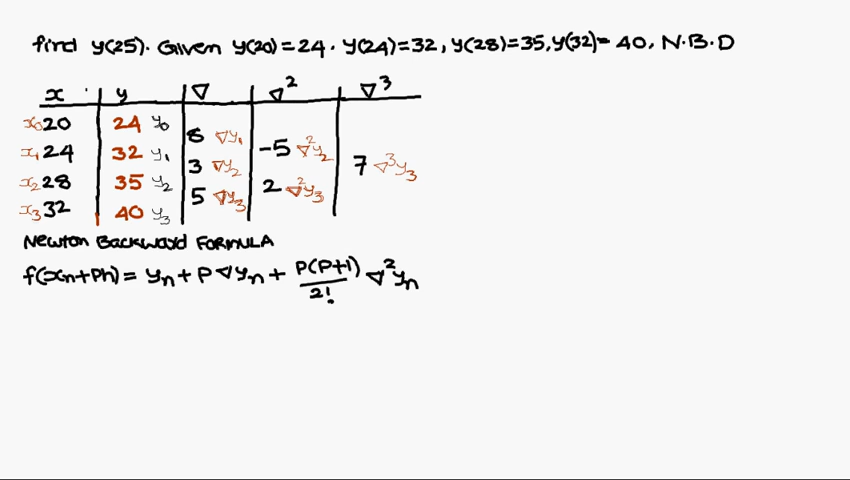 find y(25). Given y(20)=24. y(24)=32, y(28)=35, y(32)= 40. N.B.D
x y ∇ ∇² ∇³
x₀ 20 24 y₀
8 ∇y₁
x₁ 24 32 y₁ -5 ∇²y₂
3 ∇y₂ 7 ∇³y₃
x₂ 28 35 y₂ 2 ∇²y₃
5 ∇y₃
x₃ 32 40 y₃
Newton Backward FORMULA
f(xn+Ph) = yn + P∇yn + P(P+1)/2! ∇²yn